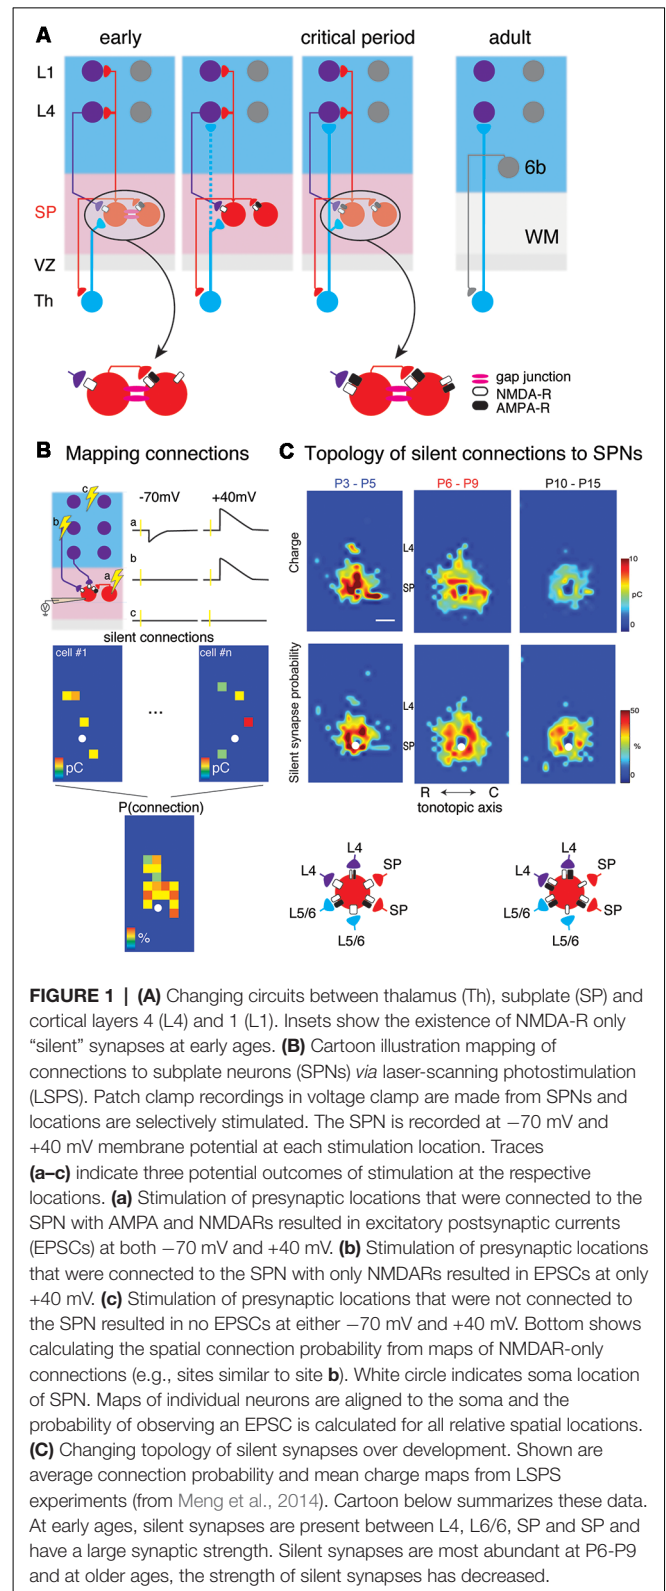 A
early
critical period
adult
L1
L4
6b
SP
WM
VZ
Th
gap junction
NMDA-R
AMPA-R
B Mapping connections
c
-70mV +40mV
b
a
a
b
V
c
silent connections
cell #1
cell #n
...
pC
pC
P(connection)
%
C Topology of silent connections to SPNs
P3 - P5 P6 - P9 P10 - P15
Charge
L4
SP
10
pC
0
Silent synapse probability
L4
SP
50
%
0
R C
tonotopic axis
L4
L4 SP
L5/6 SP
L5/6
L4
L4 SP
L5/6 SP
L5/6
FIGURE 1 | (A) Changing circuits between thalamus (Th), subplate (SP) and
cortical layers 4 (L4) and 1 (L1). Insets show the existence of NMDA-R only
“silent” synapses at early ages. (B) Cartoon illustration mapping of
connections to subplate neurons (SPNs) via laser-scanning photostimulation
(LSPS). Patch clamp recordings in voltage clamp are made from SPNs and
locations are selectively stimulated. The SPN is recorded at −70 mV and
+40 mV membrane potential at each stimulation location. Traces
(a–c) indicate three potential outcomes of stimulation at the respective
locations. (a) Stimulation of presynaptic locations that were connected to the
SPN with AMPA and NMDARs resulted in excitatory postsynaptic currents
(EPSCs) at both −70 mV and +40 mV. (b) Stimulation of presynaptic locations
that were connected to the SPN with only NMDARs resulted in EPSCs at only
+40 mV. (c) Stimulation of presynaptic locations that were not connected to
the SPN resulted in no EPSCs at either −70 mV and +40 mV. Bottom shows
calculating the spatial connection probability from maps of NMDAR-only
connections (e.g., sites similar to site b). White circle indicates soma location
of SPN. Maps of individual neurons are aligned to the soma and the
probability of observing an EPSC is calculated for all relative spatial locations.
(C) Changing topology of silent synapses over development. Shown are
average connection probability and mean charge maps from LSPS
experiments (from Meng et al., 2014). Cartoon below summarizes these data.
At early ages, silent synapses are present between L4, L6/6, SP and SP and
have a large synaptic strength. Silent synapses are most abundant at P6-P9
and at older ages, the strength of silent synapses has decreased.